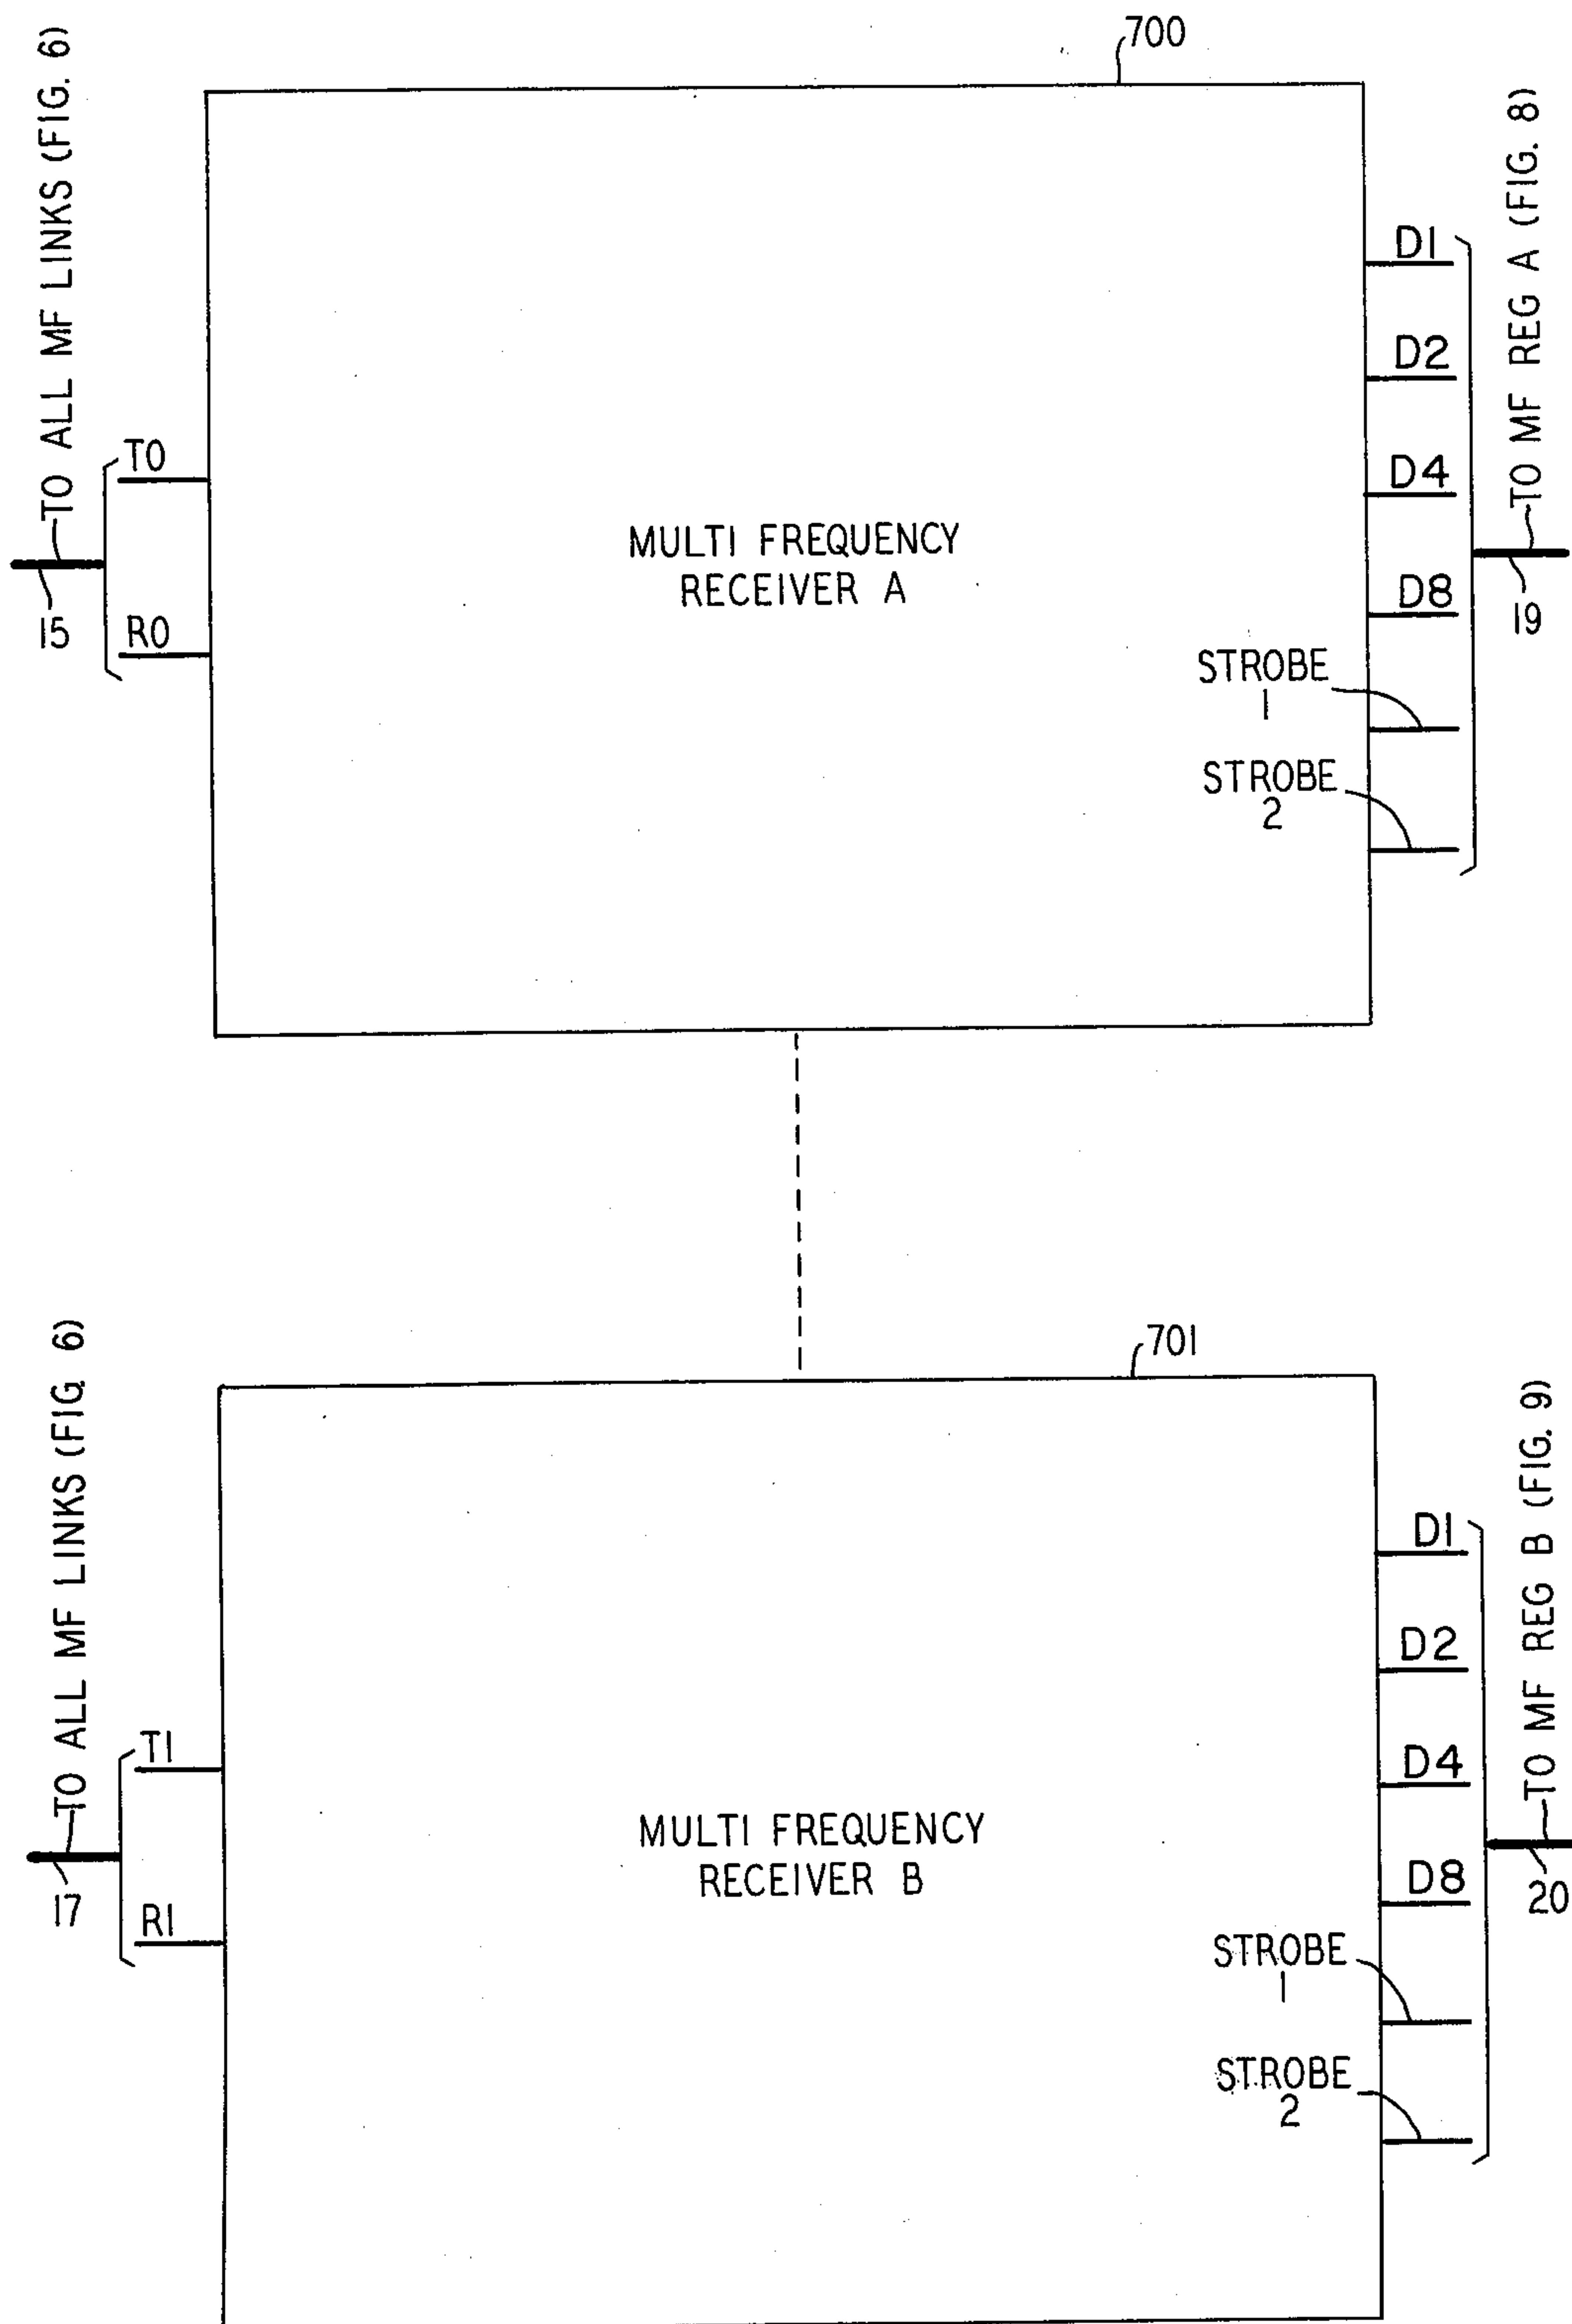 700
TO ALL MF LINKS (FIG. 6)
15
T0
R0
MULTI FREQUENCY
RECEIVER A
D1
D2
D4
D8
STROBE
1
STROBE
2
TO MF REG A (FIG. 8)
19
701
TO ALL MF LINKS (FIG. 6)
17
T1
R1
MULTI FREQUENCY
RECEIVER B
D1
D2
D4
D8
STROBE
1
STROBE
2
TO MF REG B (FIG. 9)
20